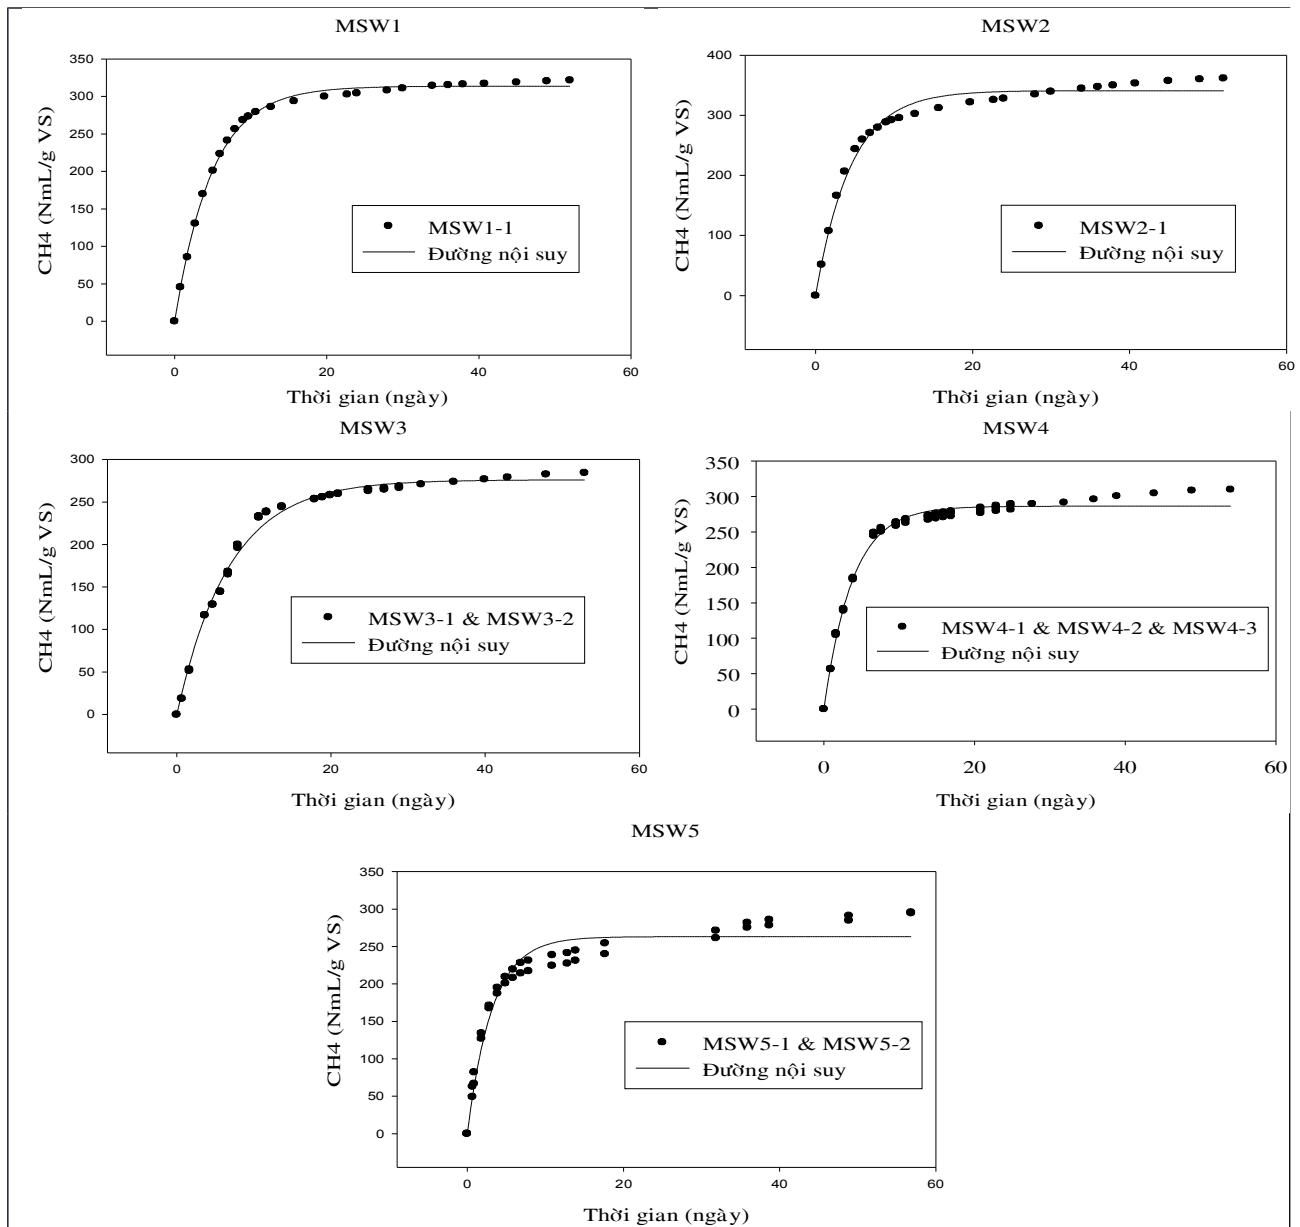 MSW1
CH4 (NmL/g VS)
350
300
250
200
150
100
50
0
MSW1-1
Đường nội suy
0 20 40 60
Thời gian (ngày)
MSW2
CH4 (NmL/g VS)
400
300
200
100
0
MSW2-1
Đường nội suy
0 20 40 60
Thời gian (ngày)
MSW3
CH4 (NmL/g VS)
300
250
200
150
100
50
0
MSW3-1 & MSW3-2
Đường nội suy
0 20 40 60
Thời gian (ngày)
MSW4
CH4 (NmL/g VS)
350
300
250
200
150
100
50
0
MSW4-1 & MSW4-2 & MSW4-3
Đường nội suy
0 20 40 60
Thời gian (ngày)
MSW5
CH4 (NmL/g VS)
350
300
250
200
150
100
50
0
MSW5-1 & MSW5-2
Đường nội suy
0 20 40 60
Thời gian (ngày)